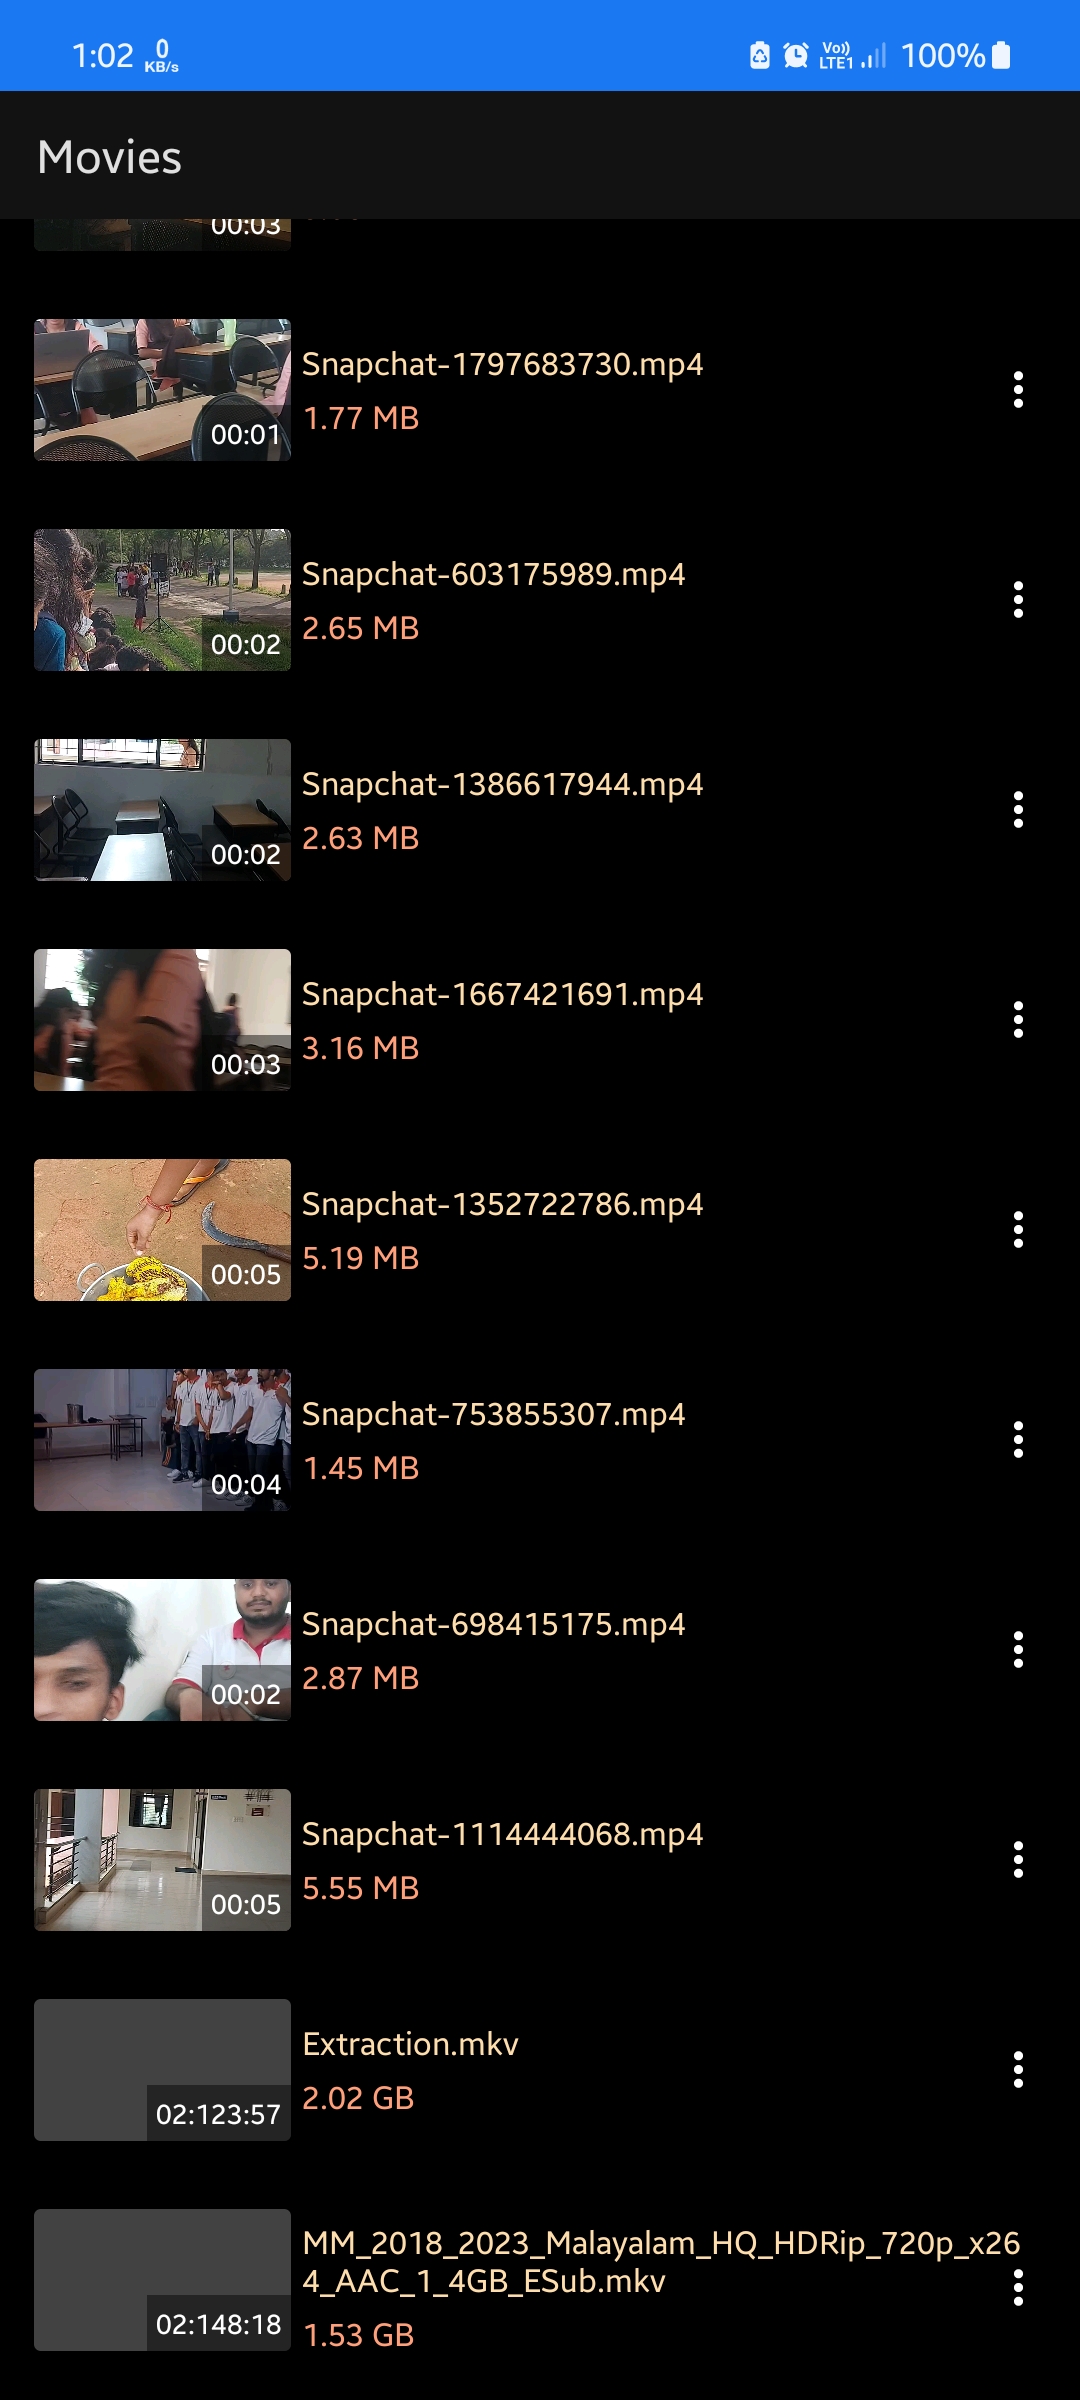 1:02 0 KB/s Vo)) LTE1 100%
Movies
00:03
Snapchat-1797683730.mp4
1.77 MB
00:01
Snapchat-603175989.mp4
2.65 MB
00:02
Snapchat-1386617944.mp4
2.63 MB
00:02
Snapchat-1667421691.mp4
3.16 MB
00:03
Snapchat-1352722786.mp4
5.19 MB
00:05
Snapchat-753855307.mp4
1.45 MB
00:04
Snapchat-698415175.mp4
2.87 MB
00:02
Snapchat-1114444068.mp4
5.55 MB
00:05
Extraction.mkv
2.02 GB
02:123:57
MM_2018_2023_Malayalam_HQ_HDRip_720p_x26
4_AAC_1_4GB_ESub.mkv
1.53 GB
02:148:18